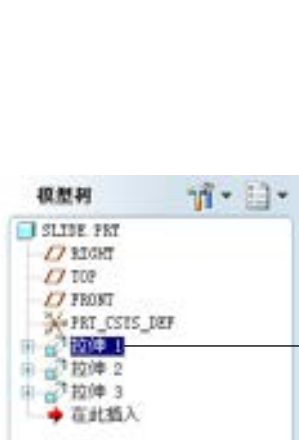 模型树
SLIDE.PRT
RIGHT
TOP
FRONT
PRT_CSYS_DEF
拉伸 1
拉伸 2
拉伸 3
在此插入